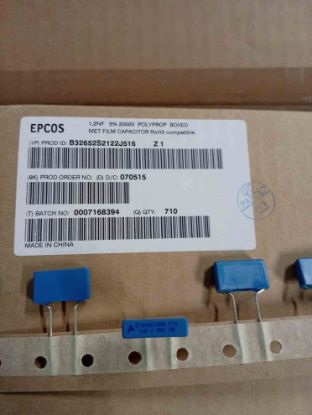 EPCOS
1,2NF 5% 2000V POLYPROP BOXED
MET FILM CAPACITOR RoHS compatible
(1P) PROD ID: B32652S2122J516 Z 1
(9K) PROD ORDER NO: (D) D/C: 070515
(T) BATCH NO: 0007168394 (Q) QTY: 710
MADE IN CHINA